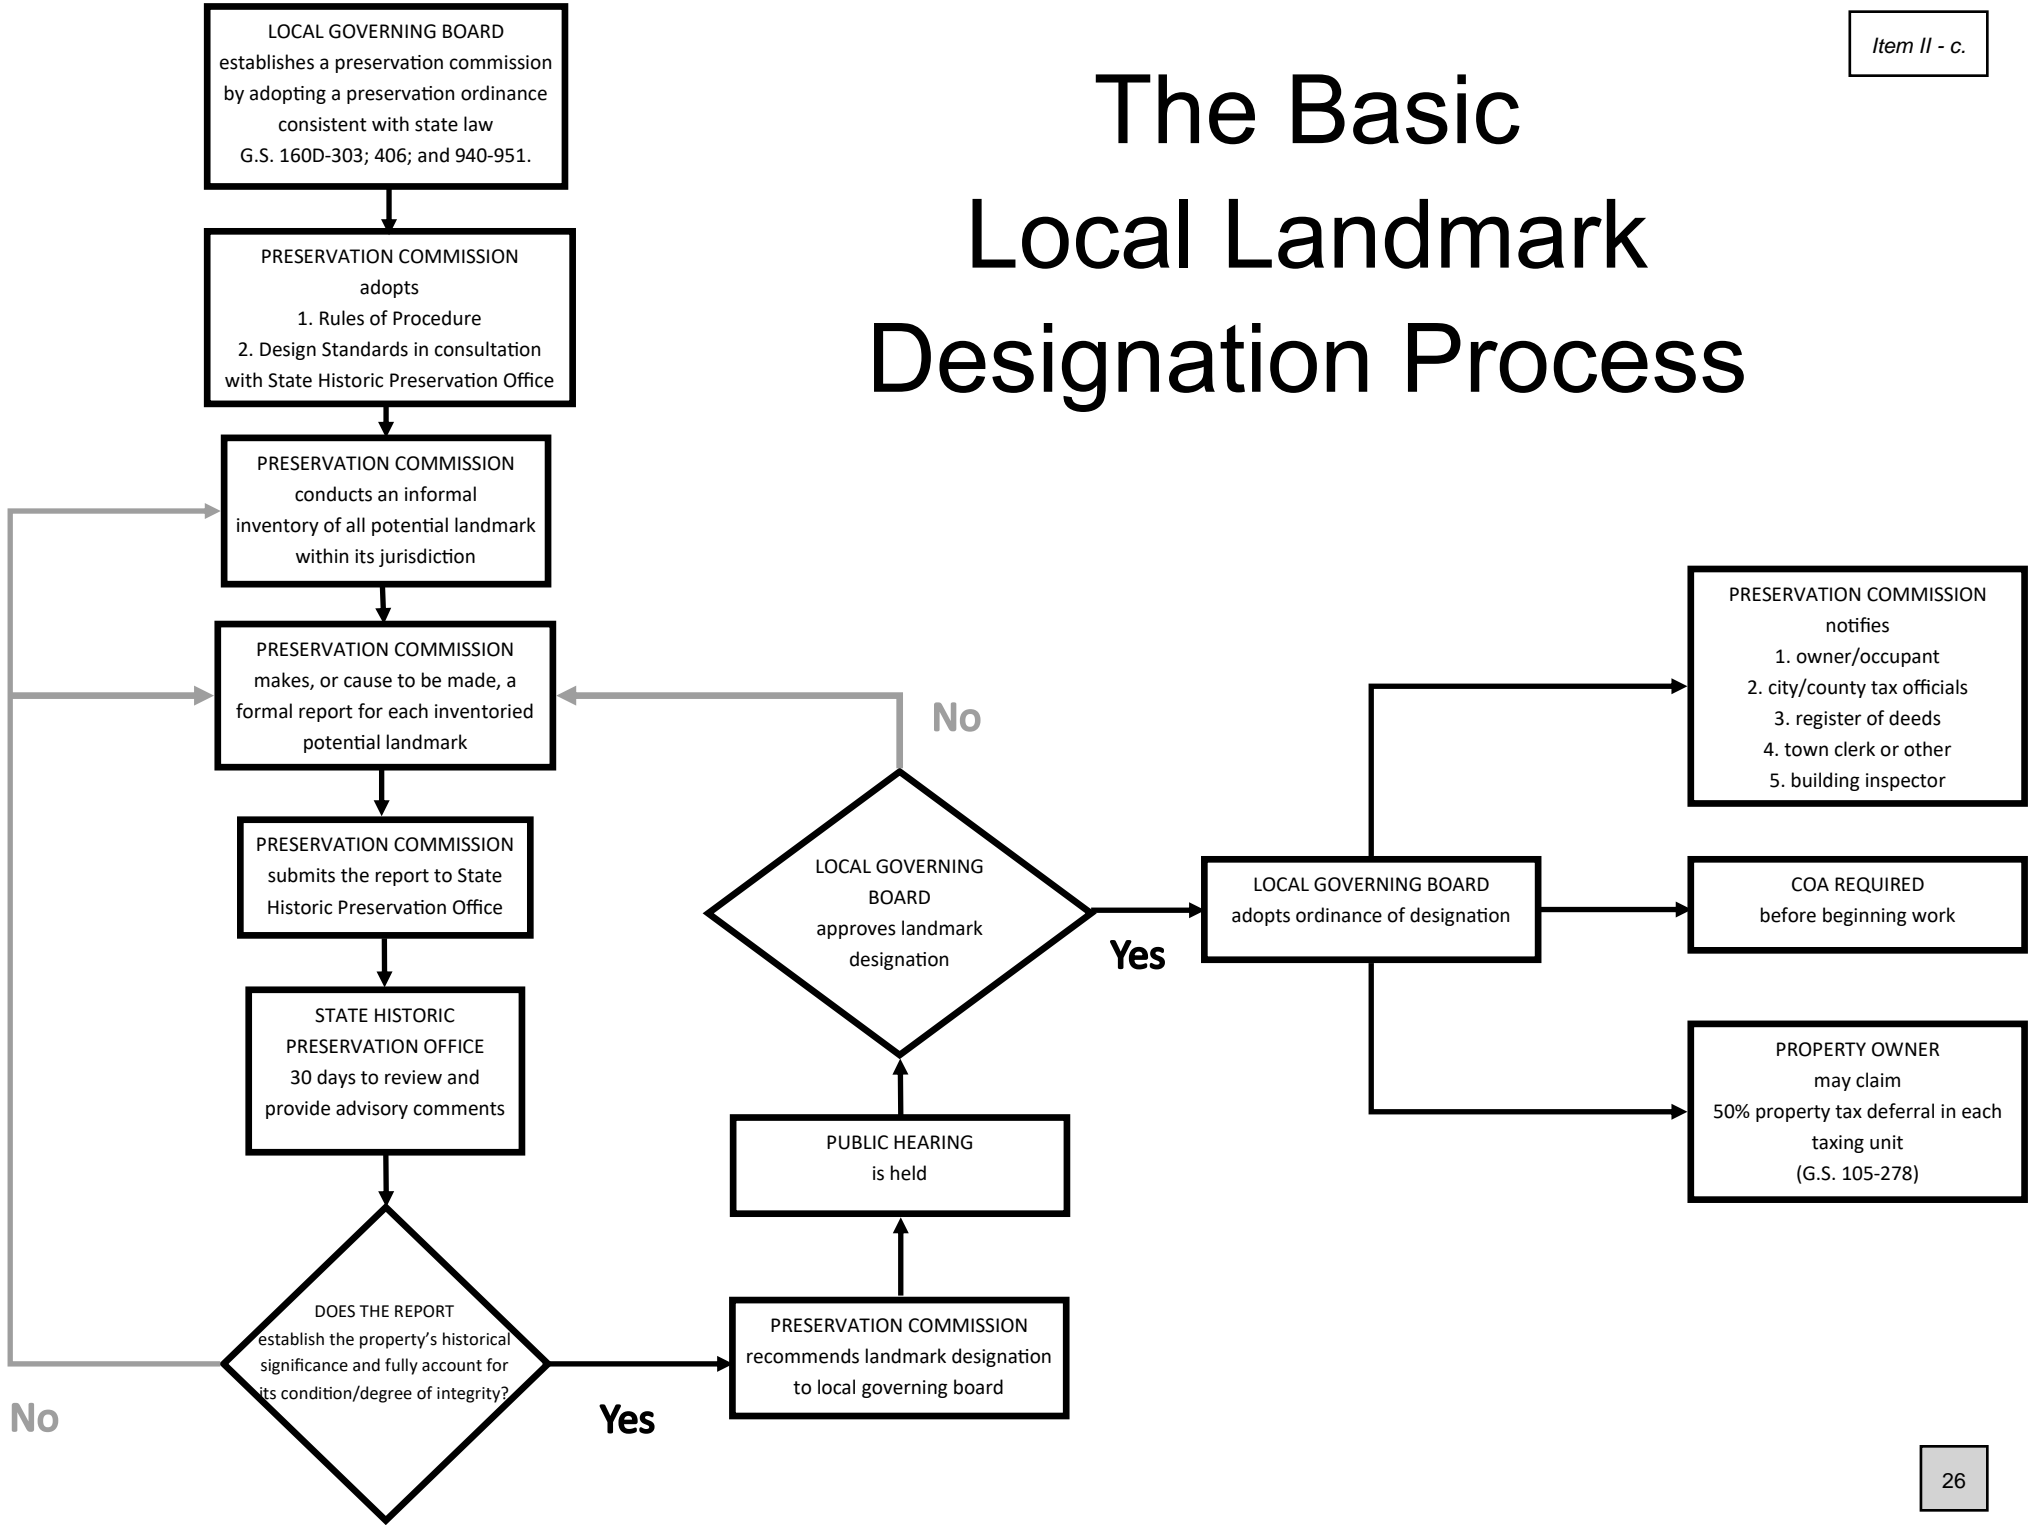 Item II - c.
The Basic
Local Landmark
Designation Process
LOCAL GOVERNING BOARD
establishes a preservation commission
by adopting a preservation ordinance
consistent with state law
G.S. 160D-303; 406; and 940-951.
PRESERVATION COMMISSION
adopts
1. Rules of Procedure
2. Design Standards in consultation
with State Historic Preservation Office
PRESERVATION COMMISSION
conducts an informal
inventory of all potential landmark
within its jurisdiction
PRESERVATION COMMISSION
makes, or cause to be made, a
formal report for each inventoried
potential landmark
PRESERVATION COMMISSION
submits the report to State
Historic Preservation Office
STATE HISTORIC
PRESERVATION OFFICE
30 days to review and
provide advisory comments
DOES THE REPORT
establish the property’s historical
significance and fully account for
its condition/degree of integrity?
No
Yes
PRESERVATION COMMISSION
recommends landmark designation
to local governing board
PUBLIC HEARING
is held
LOCAL GOVERNING
BOARD
approves landmark
designation
No
Yes
LOCAL GOVERNING BOARD
adopts ordinance of designation
PRESERVATION COMMISSION
notifies
1. owner/occupant
2. city/county tax officials
3. register of deeds
4. town clerk or other
5. building inspector
COA REQUIRED
before beginning work
PROPERTY OWNER
may claim
50% property tax deferral in each
taxing unit
(G.S. 105-278)
26